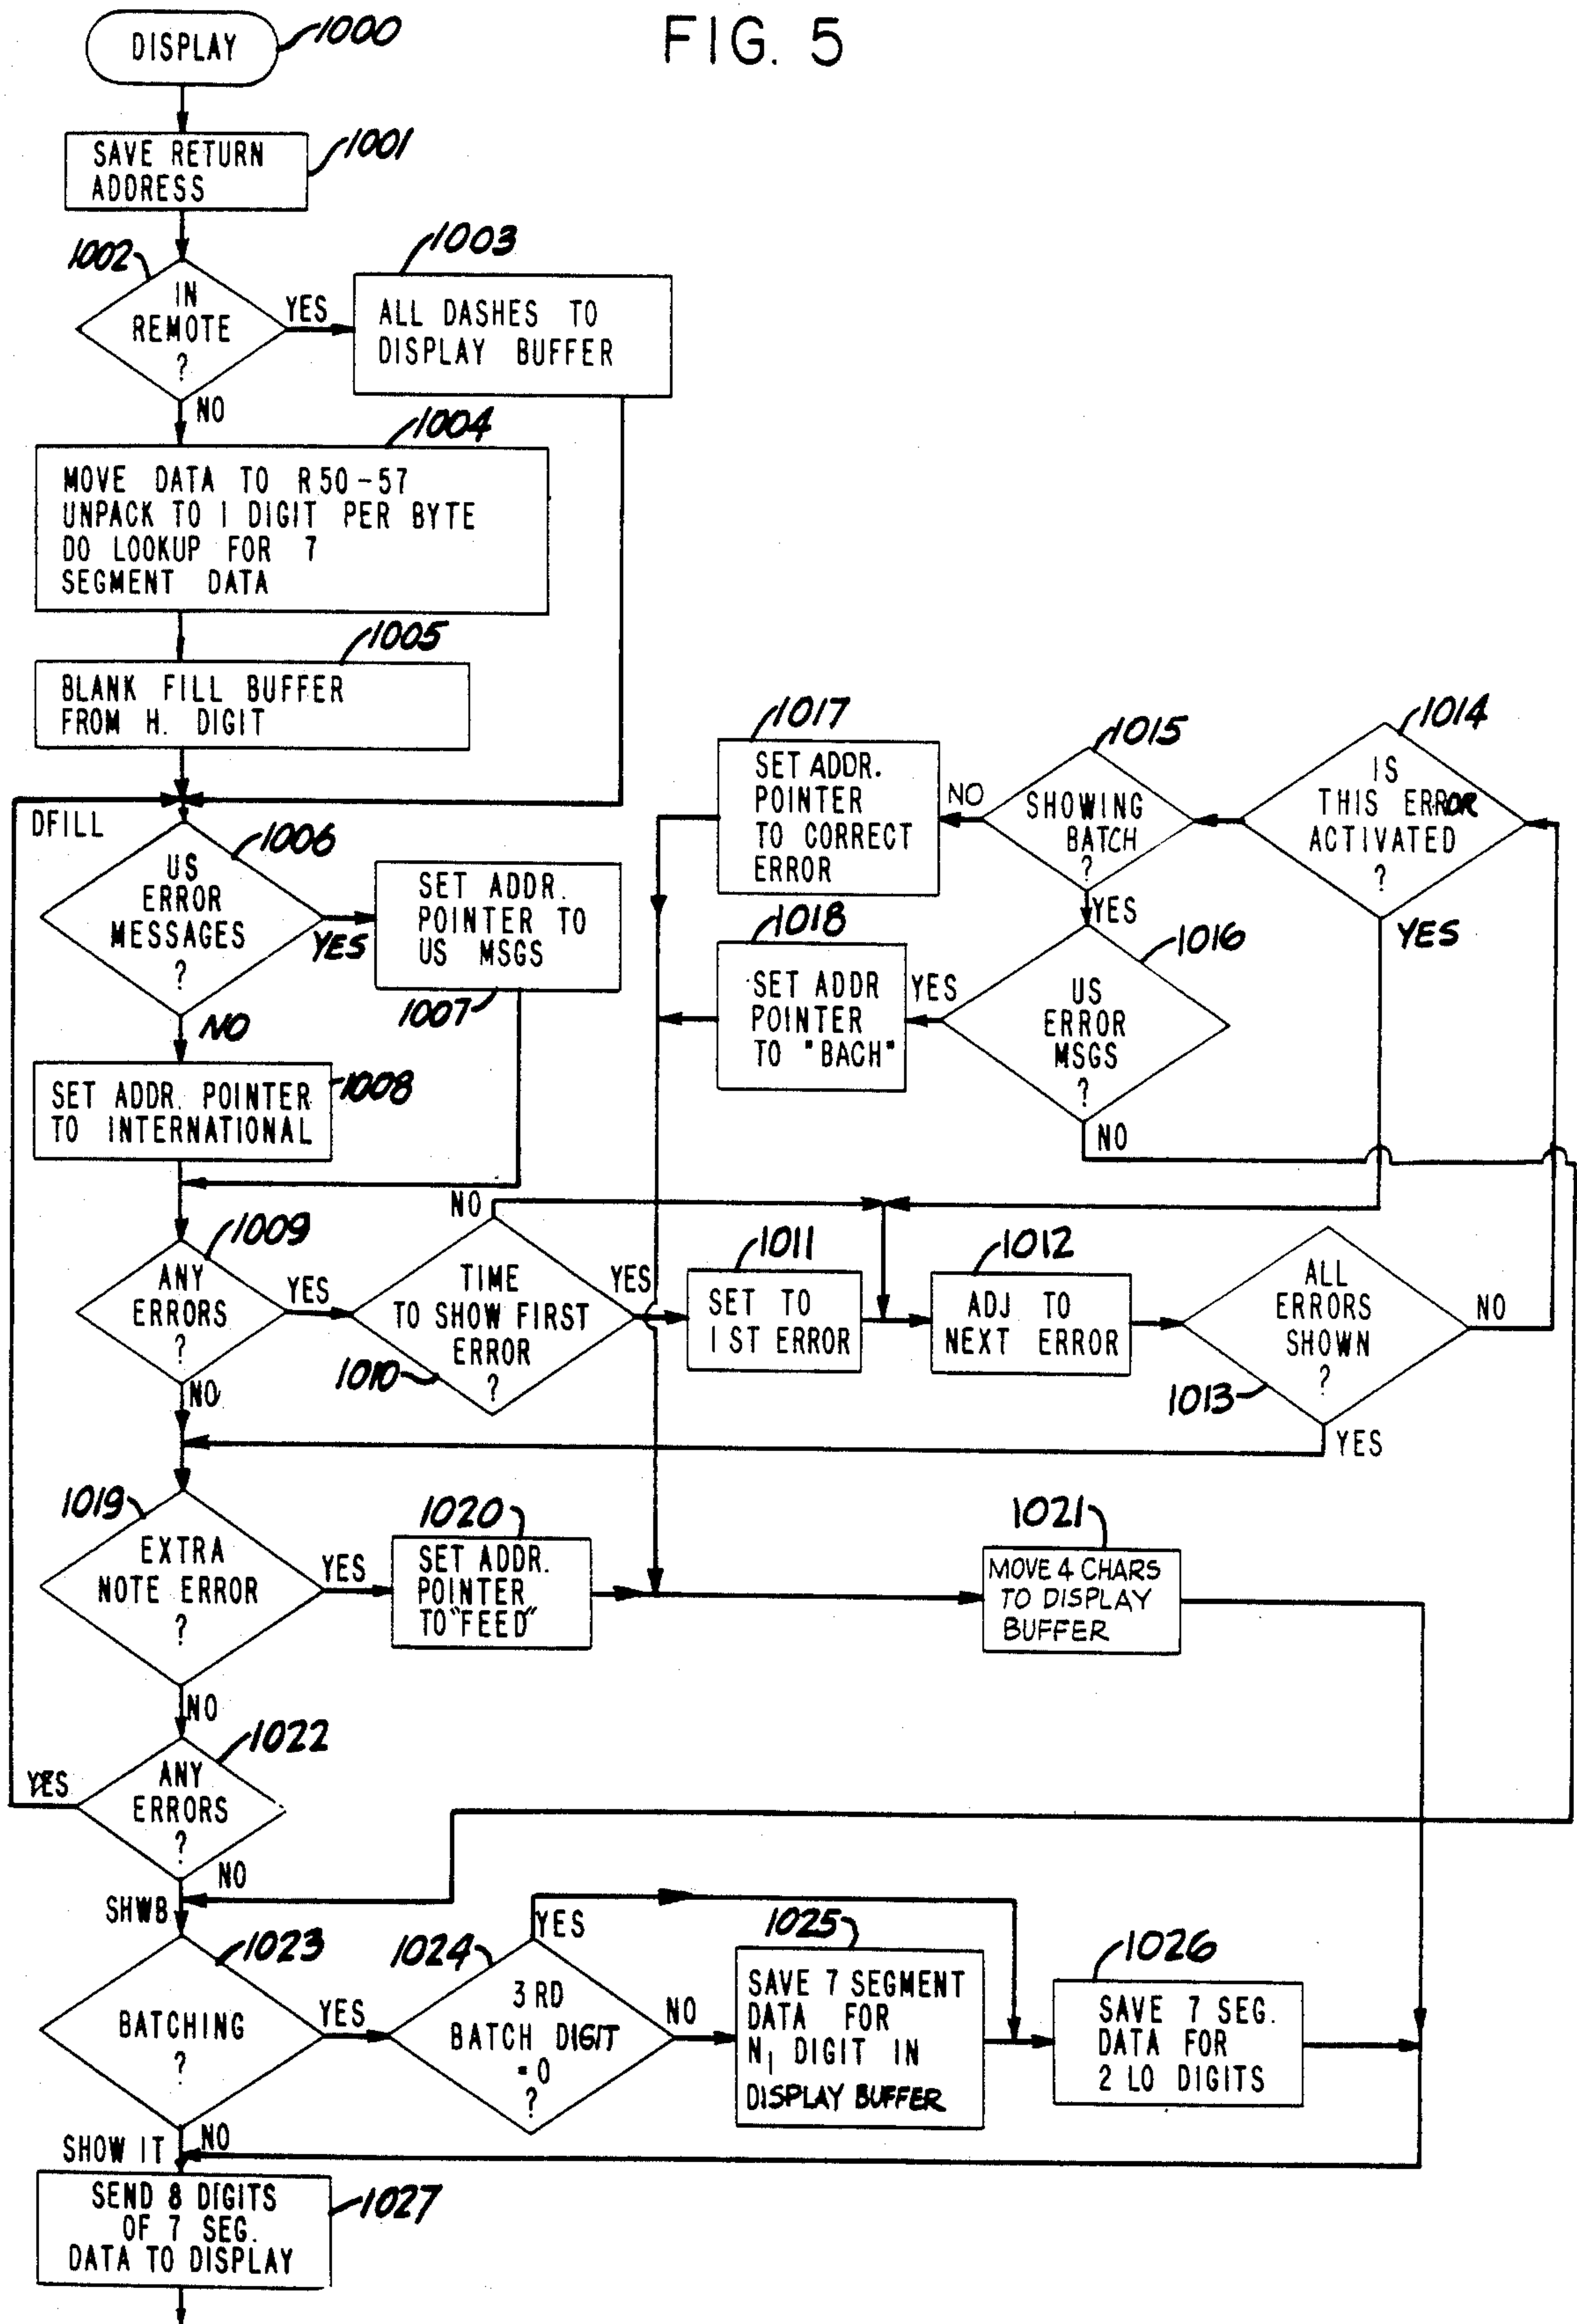 FIG. 5
DISPLAY
1000
SAVE RETURN
ADDRESS
1001
1002
IN
REMOTE
?
YES
NO
1003
ALL DASHES TO
DISPLAY BUFFER
1004
MOVE DATA TO R50-57
UNPACK TO 1 DIGIT PER BYTE
DO LOOKUP FOR 7
SEGMENT DATA
1005
BLANK FILL BUFFER
FROM H. DIGIT
DFILL
1006
US
ERROR
MESSAGES
?
YES
NO
SET ADDR.
POINTER TO
US MSGS
1007
SET ADDR. POINTER
TO INTERNATIONAL
1008
1017
SET ADDR.
POINTER
TO CORRECT
ERROR
NO
1015
SHOWING
BATCH
?
YES
1014
IS
THIS ERROR
ACTIVATED
?
YES
1018
SET ADDR
POINTER
TO "BACH"
YES
1016
US
ERROR
MSGS
?
NO
1009
ANY
ERRORS
?
YES
NO
NO
TIME
TO SHOW FIRST
ERROR
?
1010
YES
1011
SET TO
1 ST ERROR
1012
ADJ TO
NEXT ERROR
ALL
ERRORS
SHOWN
?
1013
NO
YES
1019
EXTRA
NOTE ERROR
?
YES
NO
1020
SET ADDR.
POINTER
TO "FEED"
1021
MOVE 4 CHARS
TO DISPLAY
BUFFER
1022
ANY
ERRORS
?
YES
NO
SHWB
1023
BATCHING
?
YES
NO
1024
3 RD
BATCH DIGIT
=0
?
YES
NO
1025
SAVE 7 SEGMENT
DATA FOR
N1 DIGIT IN
DISPLAY BUFFER
1026
SAVE 7 SEG.
DATA FOR
2 LO DIGITS
SHOW IT
SEND 8 DIGITS
OF 7 SEG.
DATA TO DISPLAY
1027